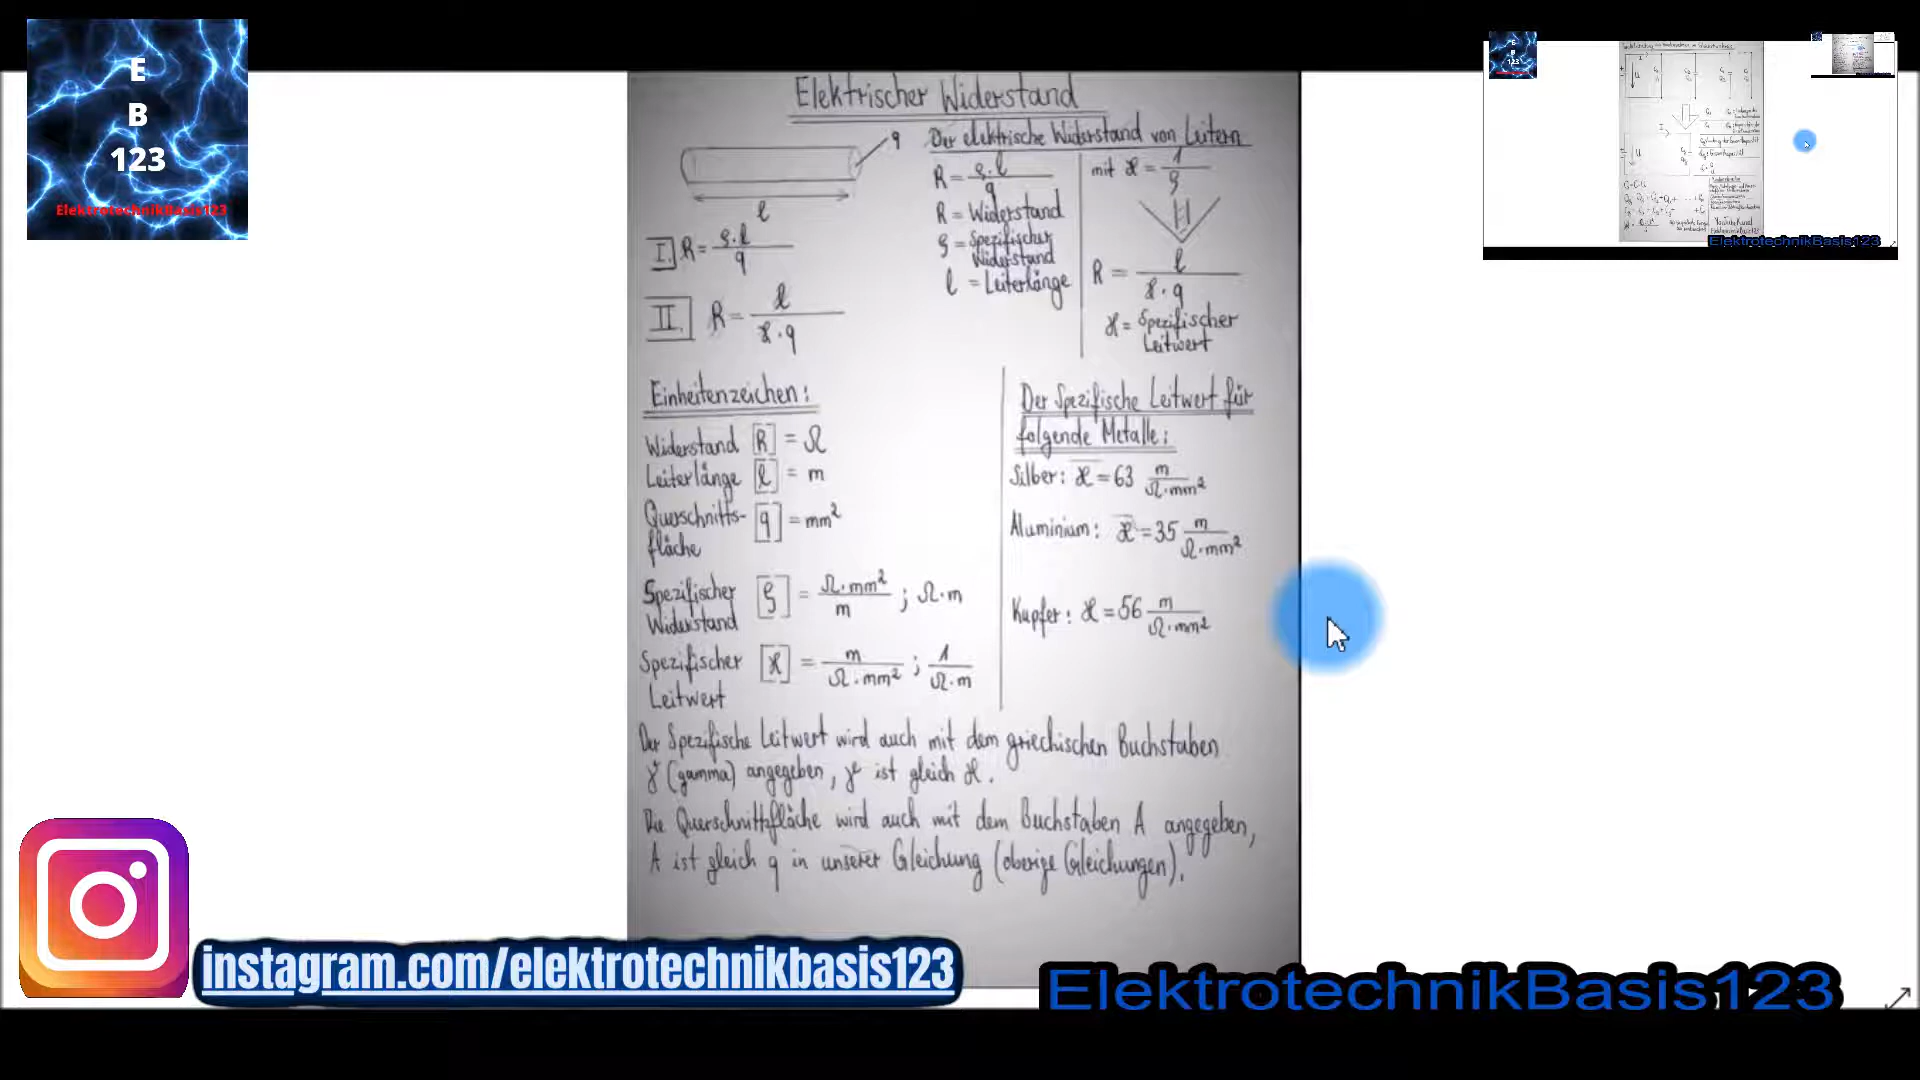 E
B
123
ElektrotechnikBasis123
Elektrischer Widerstand
q
l
I. R = ϱ·l / q
II. R = l / ϰ·q
Der elektrische Widerstand von Leitern
R = ϱ·l / q
R = Widerstand
ϱ = Spezifischer
Widerstand
l = Leiterlänge
mit ϰ = 1 / ϱ
R = l / ϰ·q
ϰ = Spezifischer
Leitwert
Einheitenzeichen:
Widerstand [R] = Ω
Leiterlänge [l] = m
Querschnitts-
fläche [q] = mm²
Spezifischer
Widerstand [ϱ] = Ω·mm² / m ; Ω·m
Spezifischer
Leitwert [ϰ] = m / Ω·mm² ; 1 / Ω·m
Der Spezifische Leitwert für
folgende Metalle:
Silber: ϰ = 63 m / Ω·mm²
Aluminium: ϰ = 35 m / Ω·mm²
Kupfer: ϰ = 56 m / Ω·mm²
Der Spezifische Leitwert wird auch mit dem griechischen Buchstaben
γ (gamma) angegeben, γ ist gleich ϰ.
Die Querschnittsfläche wird auch mit dem Buchstaben A angegeben,
A ist gleich q in unserer Gleichung (oberige Gleichungen).
instagram.com/elektrotechnikbasis123
ElektrotechnikBasis123
E
B
123
ElektrotechnikBasis123